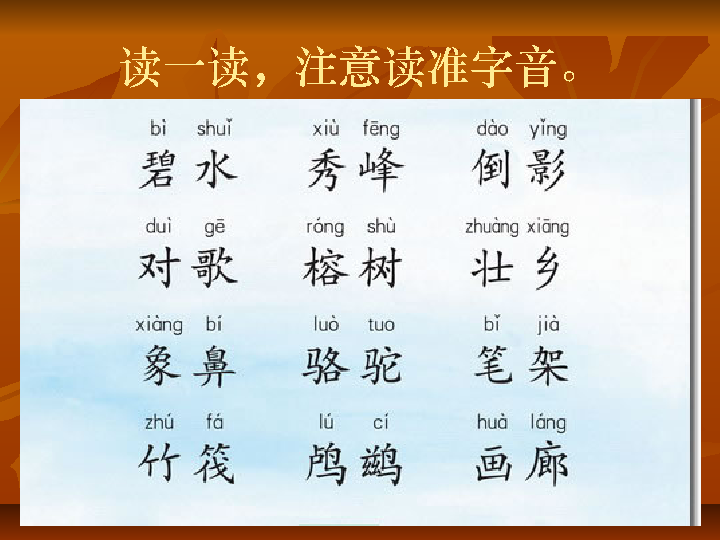 读一读，注意读准字音。
bì shuǐ xiù fēng dào yǐng
碧水 秀峰 倒影
duì gē róng shù zhuàng xiāng
对歌 榕树 壮乡
xiàng bí luò tuo bǐ jià
象鼻 骆驼 笔架
zhú fá lú cí huà láng
竹筏 鸬鹚 画廊